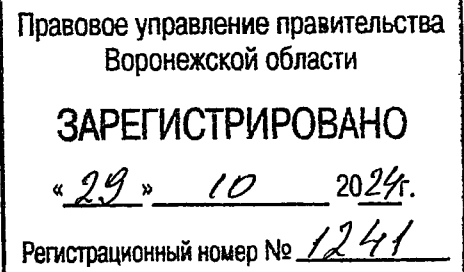 Правовое управление правительства
Воронежской области
ЗАРЕГИСТРИРОВАНО
«29» 10 2024г.
Регистрационный номер № 1241